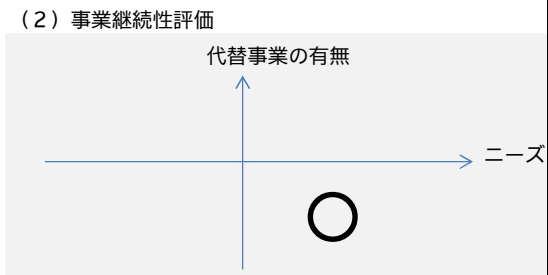 （２）事業継続性評価
代替事業の有無
ニーズ